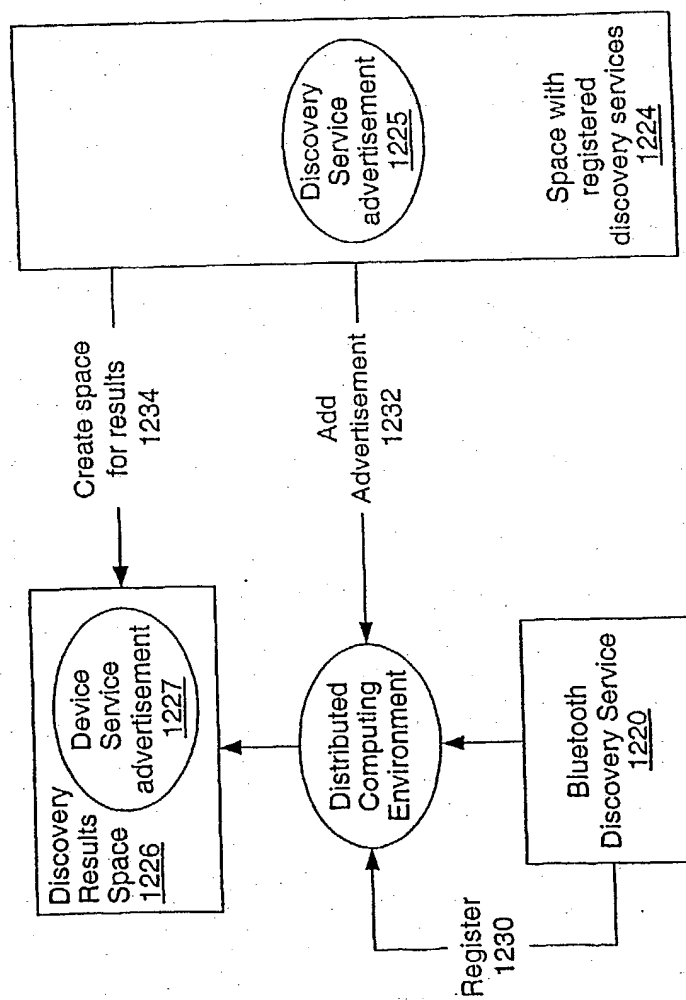 Discovery
Results
Space
1226
Device
Service
advertisement
1227
Create space
for results
1234
Discovery
Service
advertisement
1225
Space with
registered
discovery services
1224
Add
Advertisement
1232
Distributed
Computing
Environment
Register
1230
Bluetooth
Discovery Service
1220